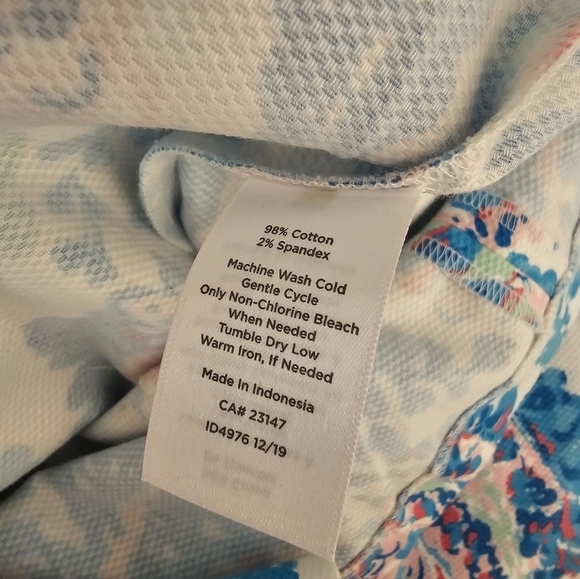 98% Cotton
2% Spandex
Machine Wash Cold
Gentle Cycle
Only Non-Chlorine Bleach
When Needed
Tumble Dry Low
Warm Iron, If Needed
Made In Indonesia
CA# 23147
ID4976 12/19